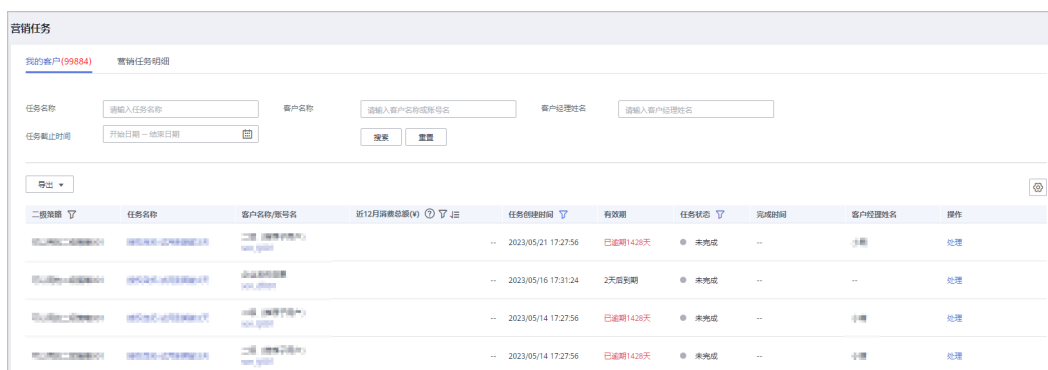 营销任务
我的客户(99884) 营销任务明细
任务名称 请输入任务名称 客户名称 请输入客户名称或账号名 客户经理姓名 请输入客户经理姓名
任务截止时间 开始日期 – 结束日期 搜索 重置
导出
二级策略 任务名称 客户名称/账号名 近12月消费总额(¥) 任务创建时间 有效期 任务状态 完成时间 客户经理姓名 操作
-- 2023/05/21 17:27:56 已逾期1428天 未完成 -- 处理
-- 2023/05/16 17:31:24 2天后到期 未完成 -- -- 处理
-- 2023/05/14 17:27:56 已逾期1428天 未完成 -- 处理
-- 2023/05/14 17:27:56 已逾期1428天 未完成 -- 处理